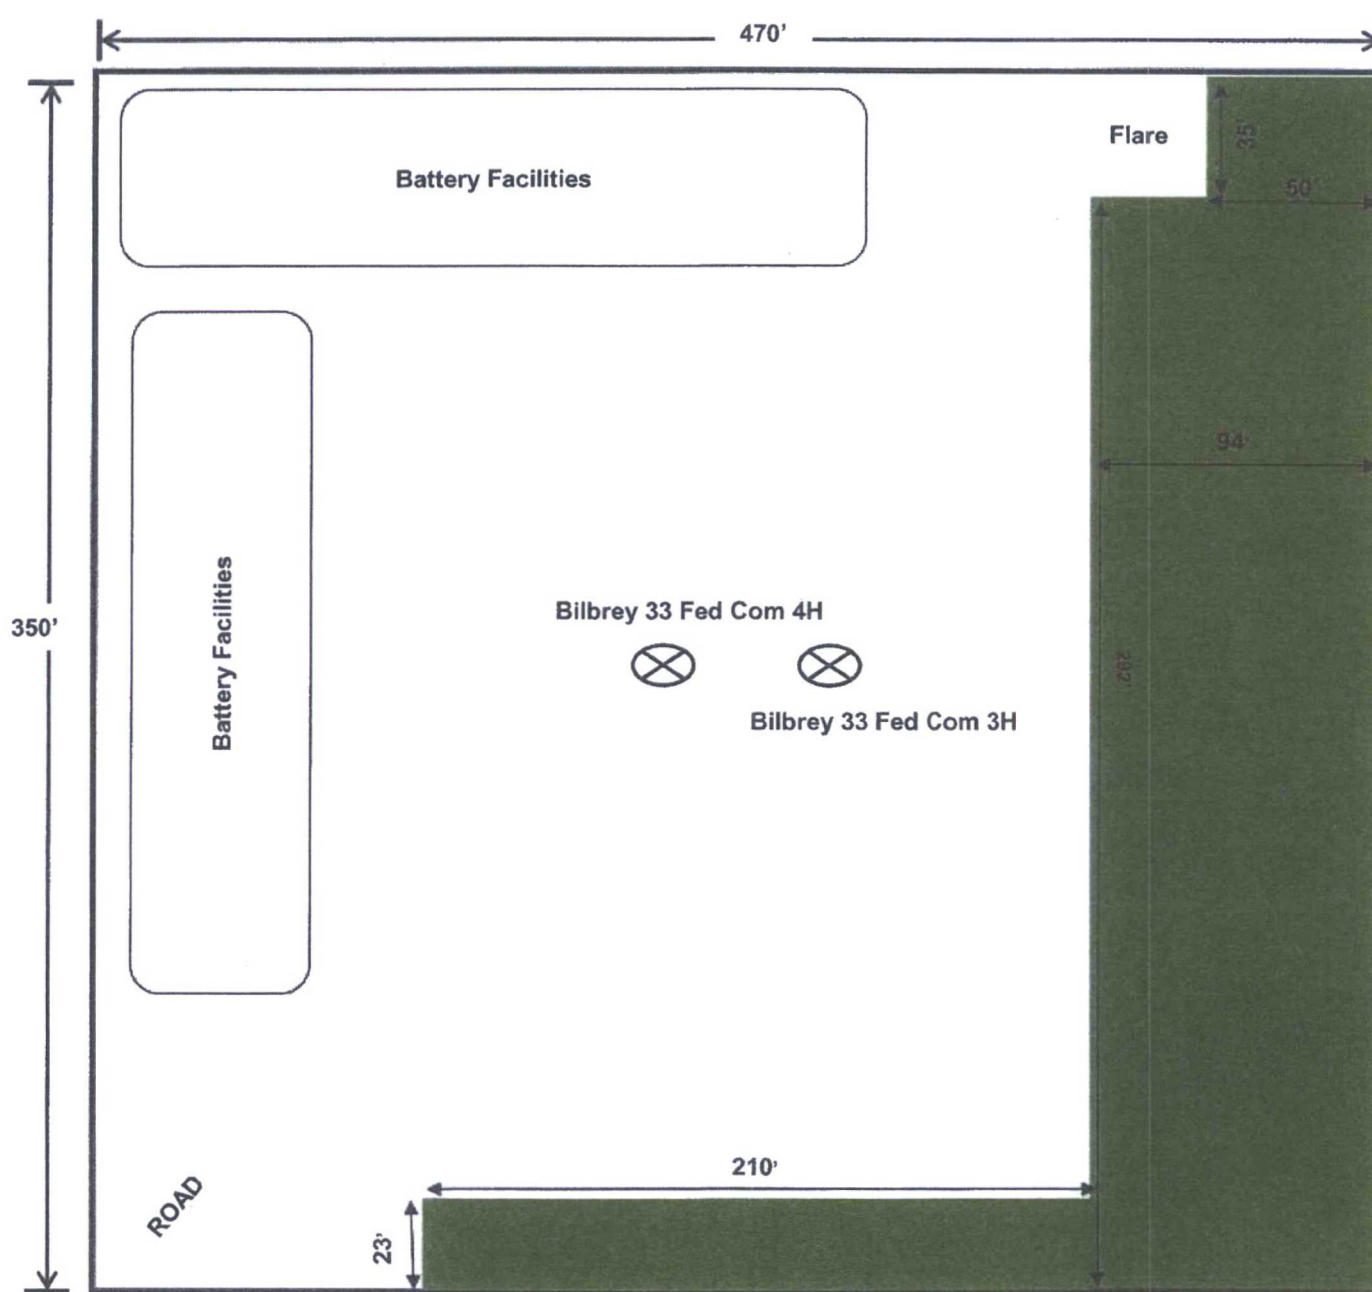 470'
Battery Facilities
Flare
35'
50'
94'
Battery Facilities
350'
Bilbrey 33 Fed Com 4H
292'
Bilbrey 33 Fed Com 3H
210'
ROAD
23'